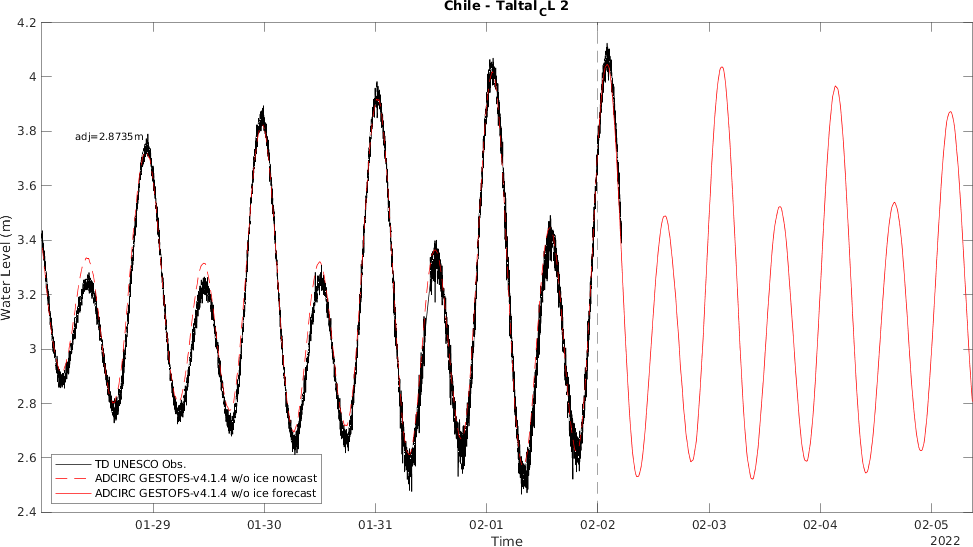 Chile - Taltal_CL 2
4.2
4
3.8
3.6
3.4
3.2
3
2.8
2.6
2.4
Water Level (m)
adj=2.8735m
TD UNESCO Obs.
ADCIRC GESTOFS-v4.1.4 w/o ice nowcast
ADCIRC GESTOFS-v4.1.4 w/o ice forecast
01-29 01-30 01-31 02-01 02-02 02-03 02-04 02-05
Time
2022